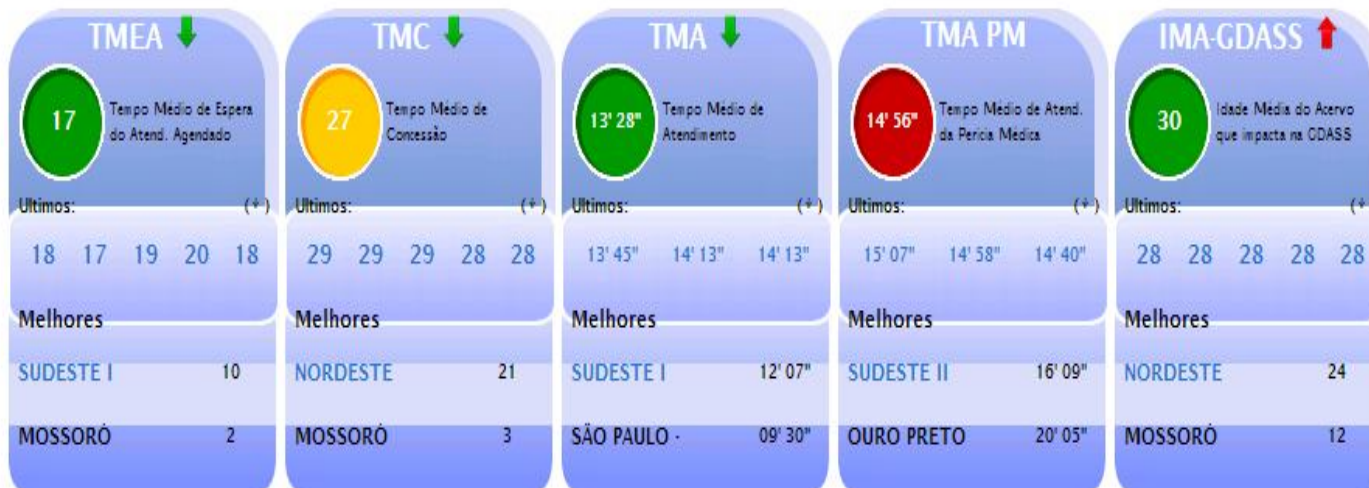 TMEA
17
Tempo Médio de Espera
do Atend. Agendado
Ultimos:
18 17 19 20 18
Melhores
SUDESTE I 10
MOSSORÓ 2
TMC
27
Tempo Médio de
Concessão
Ultimos:
29 29 29 28 28
Melhores
NORDESTE 21
MOSSORÓ 3
TMA
13' 28"
Tempo Médio de
Atendimento
Ultimos:
13' 45" 14' 13" 14' 13"
Melhores
SUDESTE I 12' 07"
SÃO PAULO - 09' 30"
TMA PM
14' 56"
Tempo Médio de Atend.
da Perícia Médica
Ultimos:
15' 07" 14' 58" 14' 40"
Melhores
SUDESTE II 16' 09"
OURO PRETO 20' 05"
IMA-GDASS
30
Idade Média do Acervo
que impacta na GDASS
Ultimos:
28 28 28 28 28
Melhores
NORDESTE 24
MOSSORÓ 12